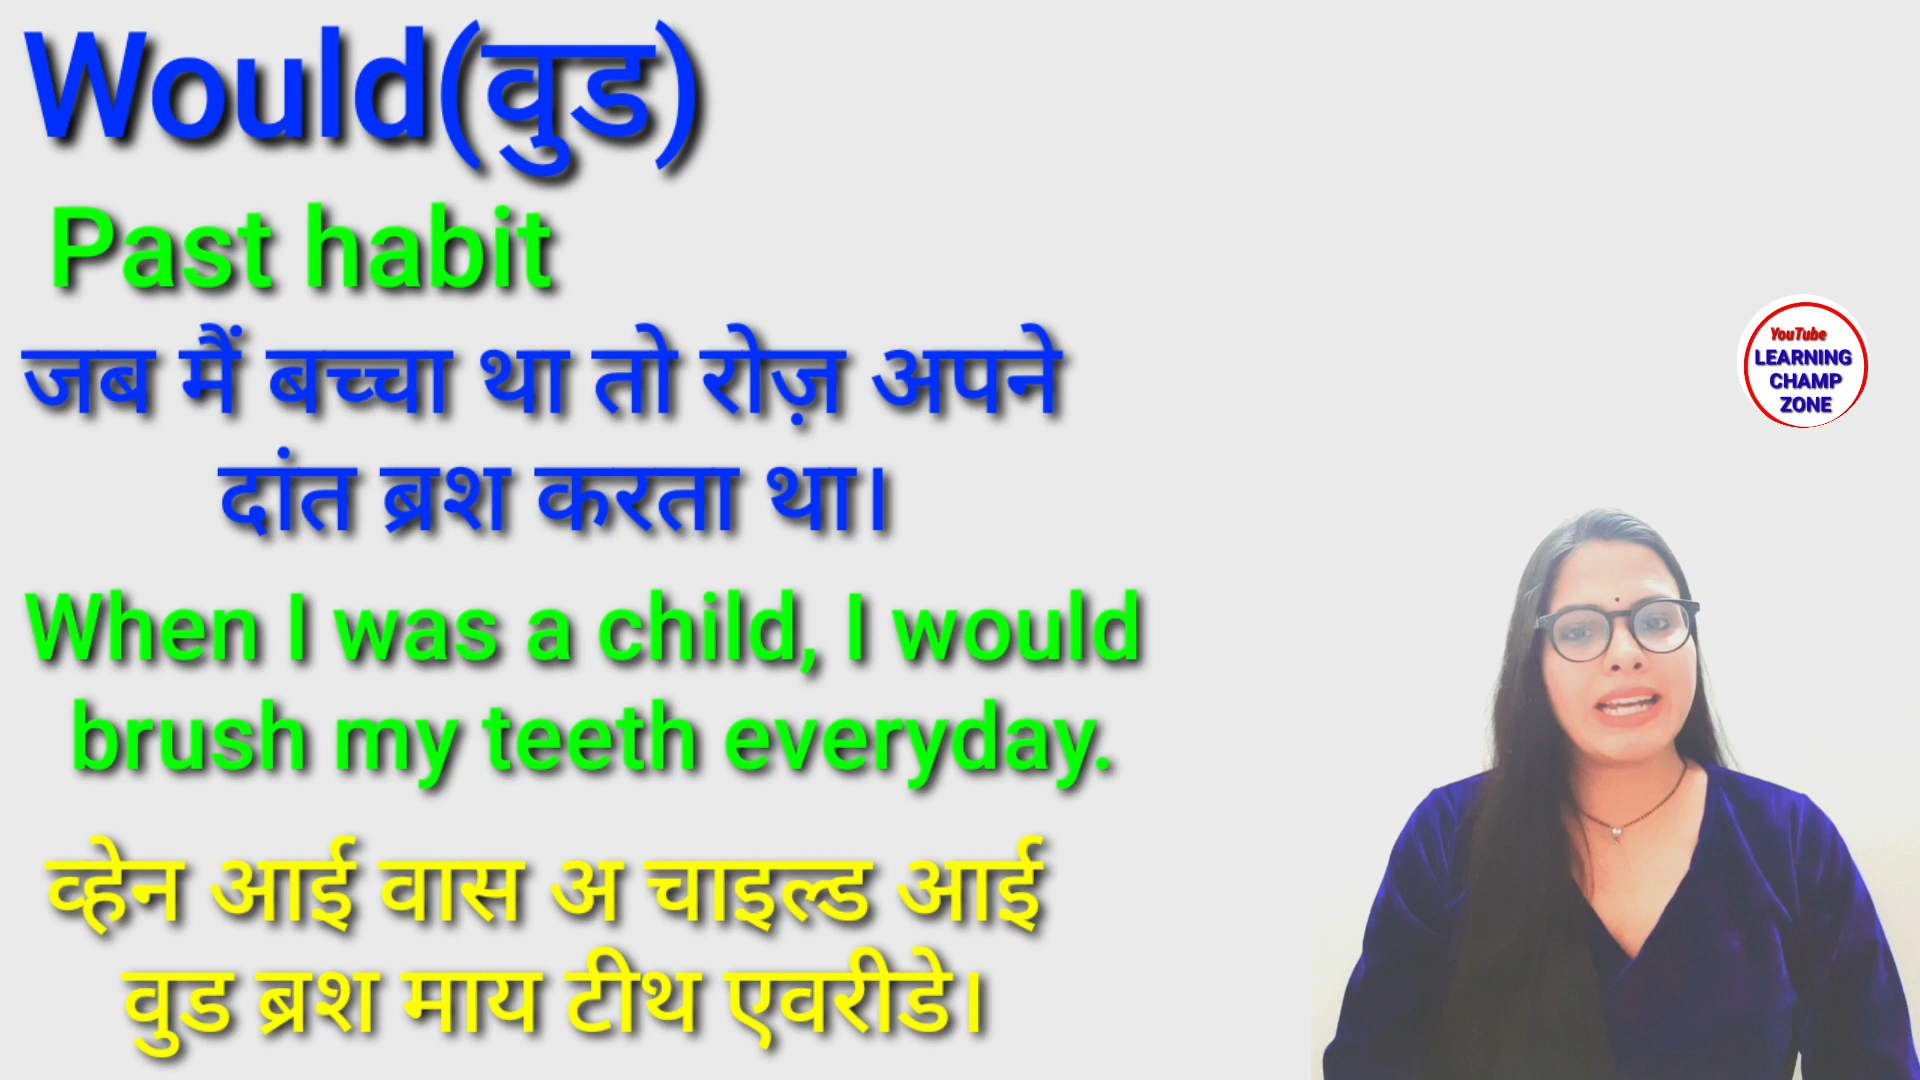 Would(वुड)
Past habit
जब मैं बच्चा था तो रोज़ अपने
दांत ब्रश करता था।
When I was a child, I would
brush my teeth everyday.
व्हेन आई वास अ चाइल्ड आई
वुड ब्रश माय टीथ एवरीडे।
YouTube
LEARNING
CHAMP
ZONE